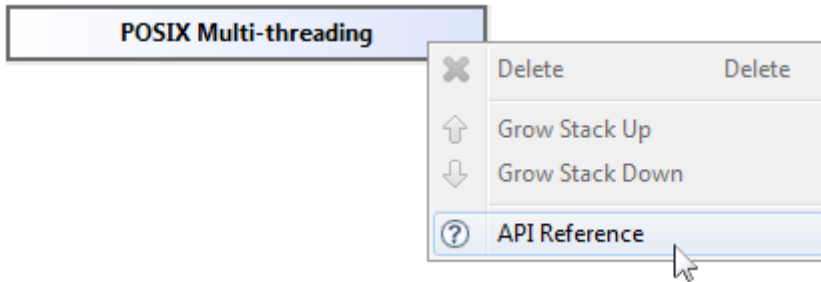 POSIX Multi-threading
Delete Delete
Grow Stack Up
Grow Stack Down
API Reference